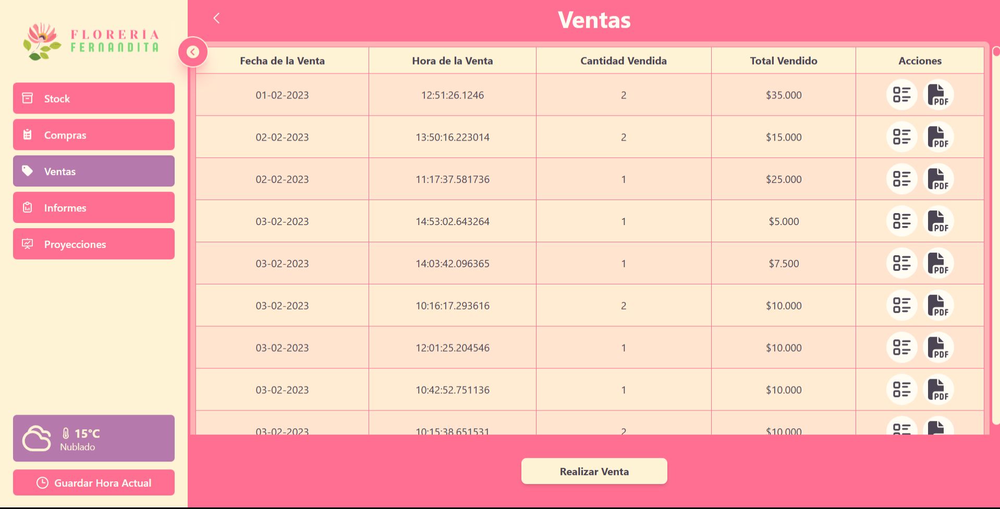 FLORERÍA
FERNANDITA
Stock
Compras
Ventas
Informes
Proyecciones
15°C
Nublado
Guardar Hora Actual
Ventas
Fecha de la Venta Hora de la Venta Cantidad Vendida Total Vendido Acciones
01-02-2023 12:51:26.1246 2 $35.000 PDF
02-02-2023 13:50:16.223014 2 $15.000 PDF
02-02-2023 11:17:37.581736 1 $25.000 PDF
03-02-2023 14:53:02.643264 1 $5.000 PDF
03-02-2023 14:03:42.096365 1 $7.500 PDF
03-02-2023 10:16:17.293616 2 $10.000 PDF
03-02-2023 12:01:25.204546 1 $10.000 PDF
03-02-2023 10:42:52.751136 1 $10.000 PDF
03-02-2023 10:15:38.651531 2 $10.000
Realizar Venta